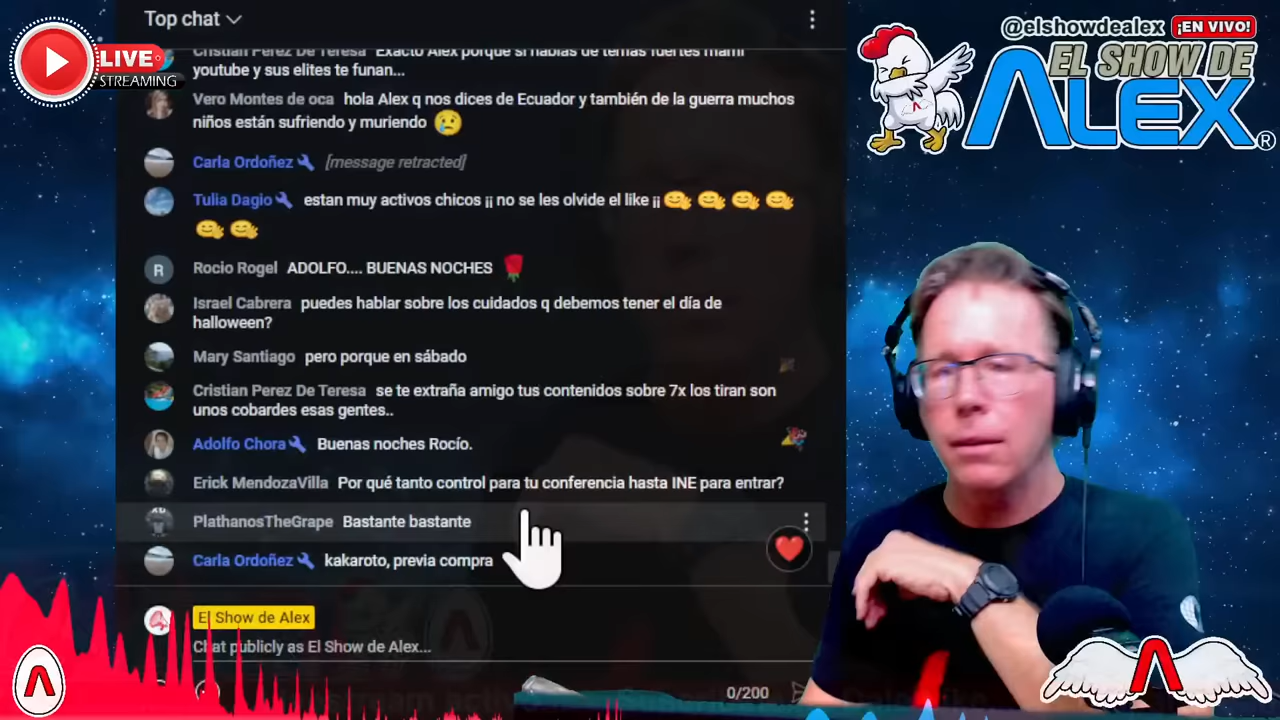 Top chat
LIVE
STREAMING
@elshowdealex ¡EN VIVO!
EL SHOW DE
ALEX®
Cristian Perez De Teresa Exacto Alex porque si hablas de temas fuertes mami
youtube y sus elites te funan...
Vero Montes de oca hola Alex q nos dices de Ecuador y también de la guerra muchos
niños están sufriendo y muriendo 😢
Carla Ordoñez [message retracted]
Tulia Dagio estan muy activos chicos ¡¡ no se les olvide el like ¡¡
R Rocio Rogel ADOLFO.... BUENAS NOCHES 🌹
Israel Cabrera puedes hablar sobre los cuidados q debemos tener el día de
halloween?
Mary Santiago pero porque en sábado
Cristian Perez De Teresa se te extraña amigo tus contenidos sobre 7x los tiran son
unos cobardes esas gentes..
Adolfo Chora Buenas noches Rocío.
Erick MendozaVilla Por qué tanto control para tu conferencia hasta INE para entrar?
PlathanosTheGrape Bastante bastante
Carla Ordoñez kakaroto, previa compra
El Show de Alex
Chat publicly as El Show de Alex...
0/200